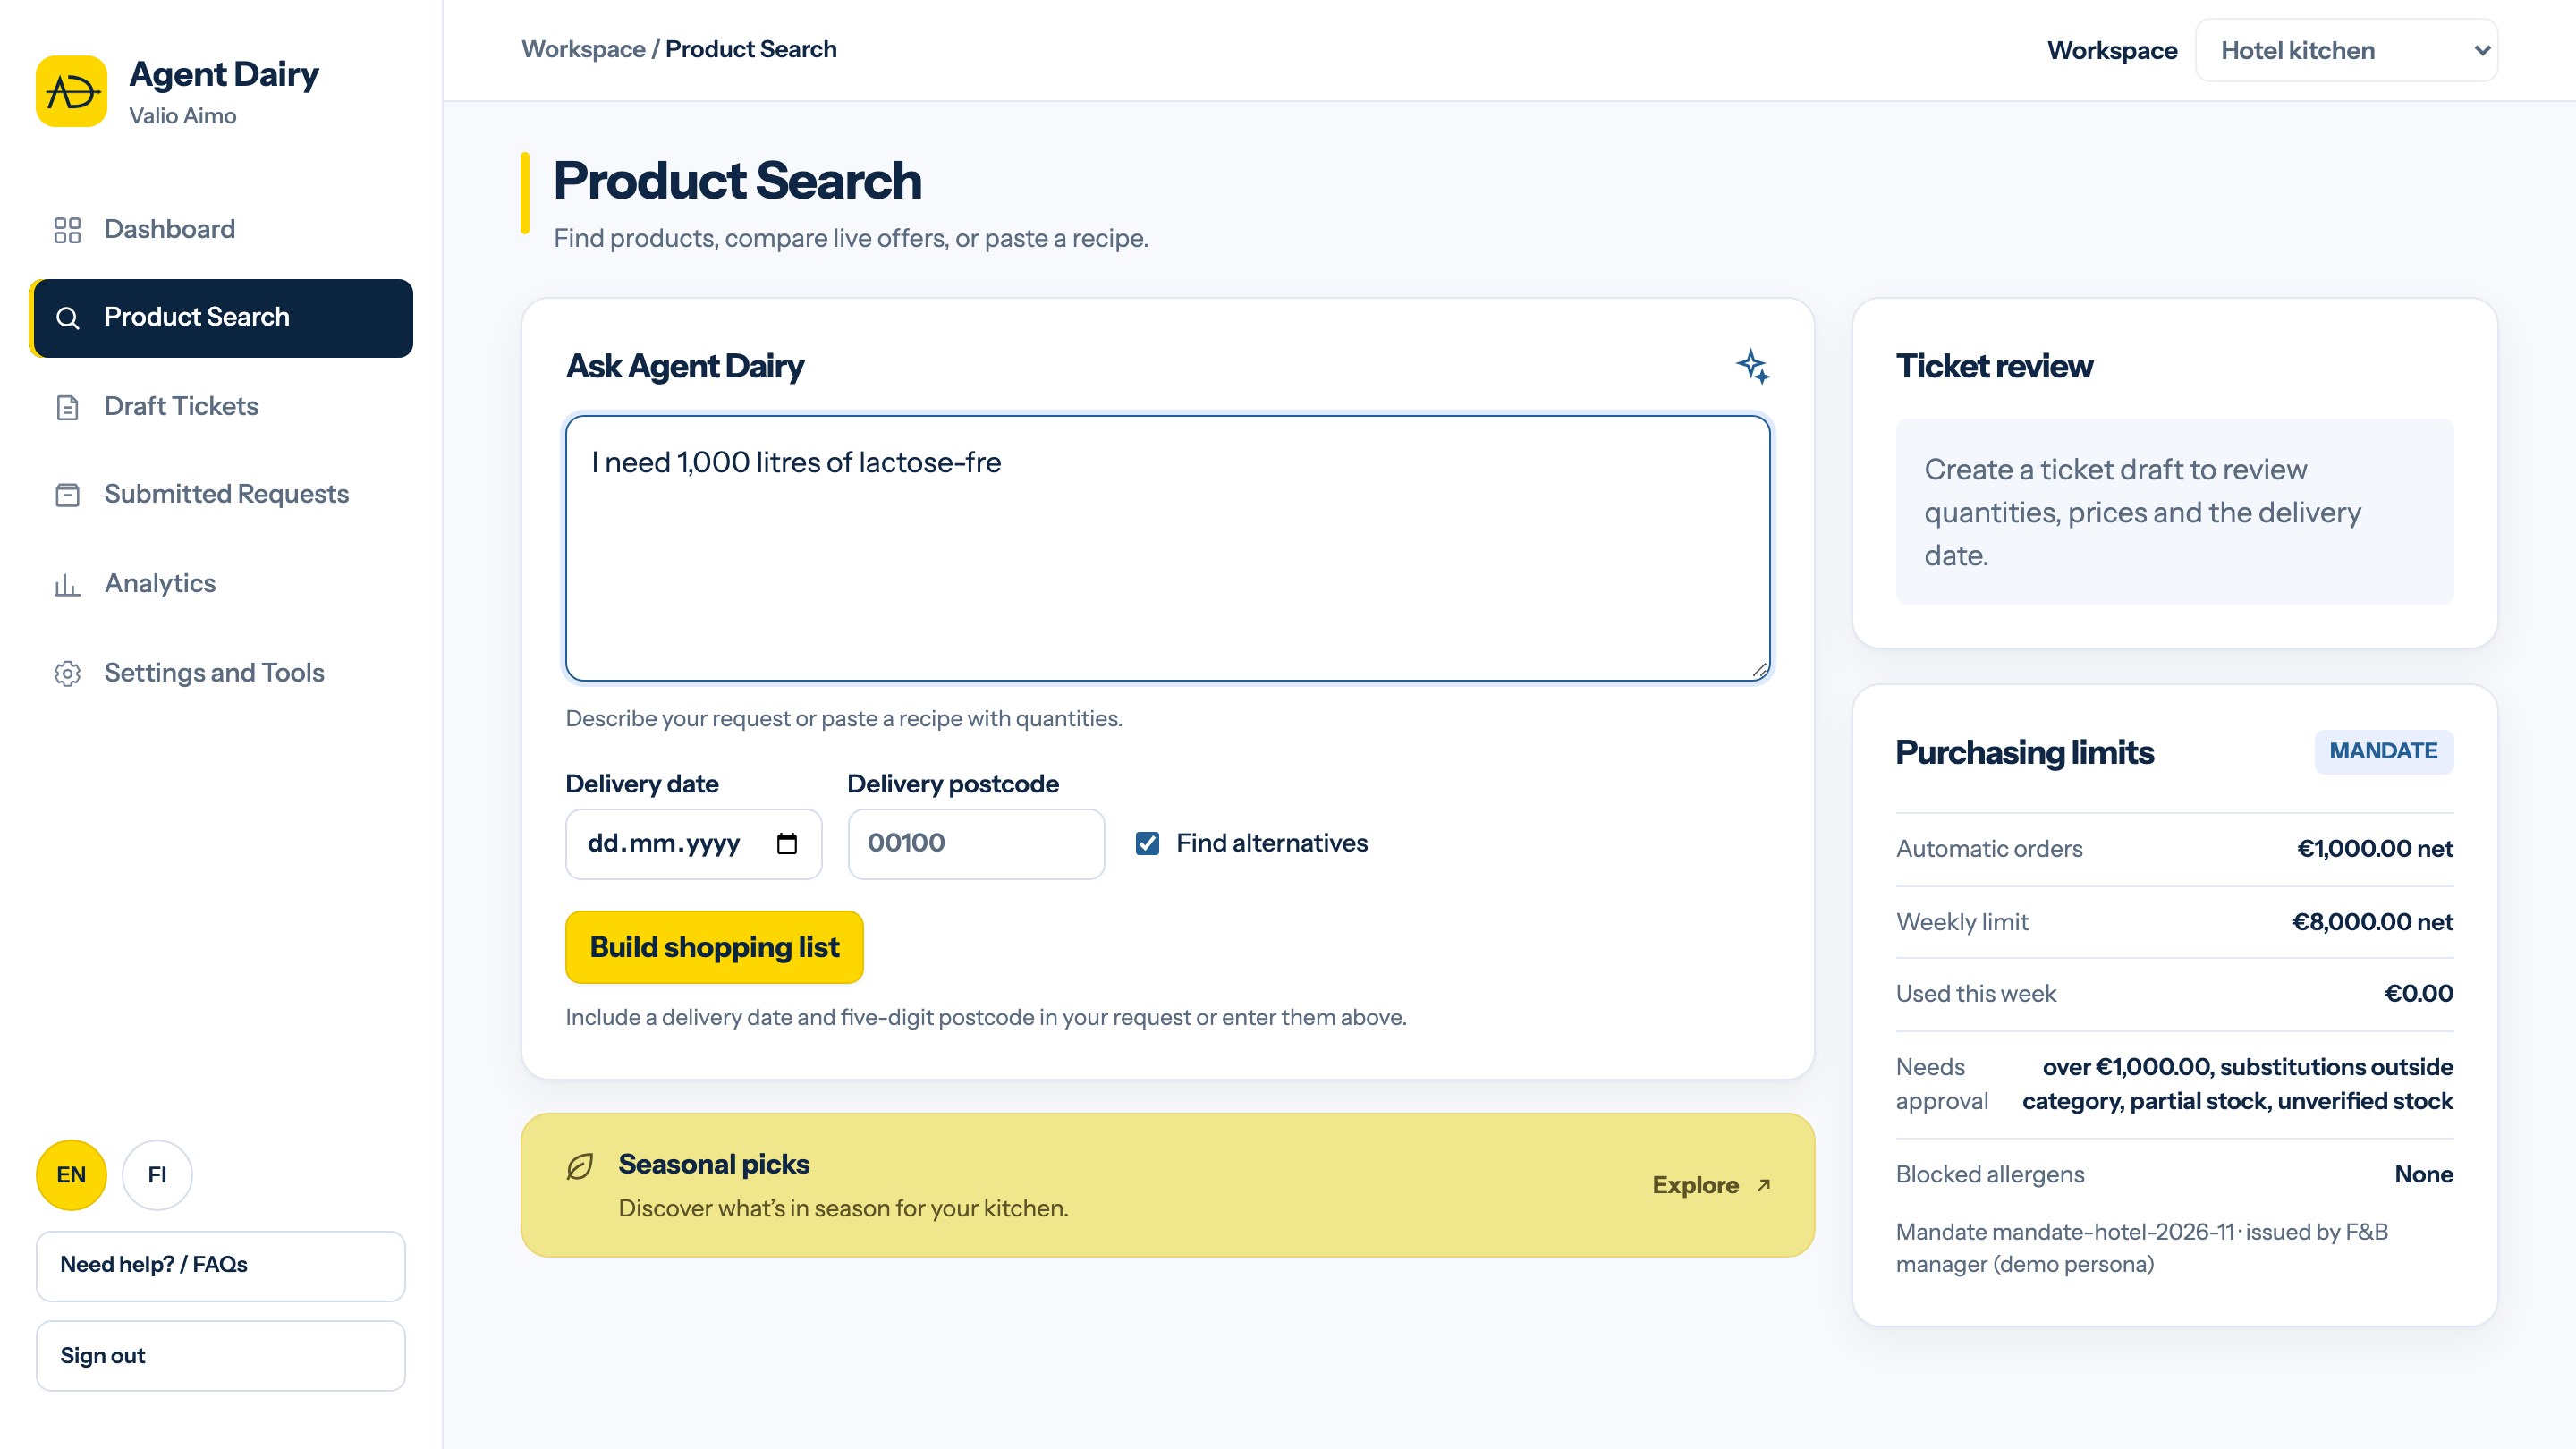 Agent Dairy
Valio Aimo
Dashboard
Product Search
Draft Tickets
Submitted Requests
Analytics
Settings and Tools
EN
FI
Need help? / FAQs
Sign out
Workspace / Product Search
Workspace
Hotel kitchen
Product Search
Find products, compare live offers, or paste a recipe.
Ask Agent Dairy
I need 1,000 litres of lactose-fre
Describe your request or paste a recipe with quantities.
Delivery date
Delivery postcode
dd.mm.yyyy
00100
Find alternatives
Build shopping list
Include a delivery date and five-digit postcode in your request or enter them above.
Seasonal picks
Discover what's in season for your kitchen.
Explore
Ticket review
Create a ticket draft to review
quantities, prices and the delivery
date.
Purchasing limits
MANDATE
Automatic orders
€1,000.00 net
Weekly limit
€8,000.00 net
Used this week
€0.00
Needs
approval
over €1,000.00, substitutions outside
category, partial stock, unverified stock
Blocked allergens
None
Mandate mandate-hotel-2026-11 · issued by F&B
manager (demo persona)